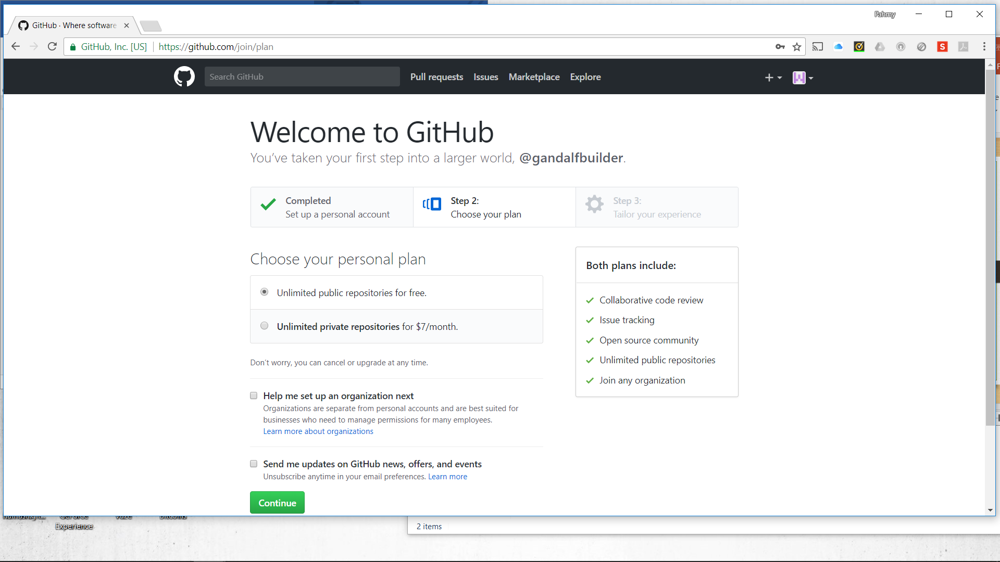 Fahmy
GitHub · Where software
GitHub, Inc. [US] https://github.com/join/plan
Search GitHub
Pull requests Issues Marketplace Explore
Welcome to GitHub
You’ve taken your first step into a larger world, @gandalfbuilder.
Completed
Set up a personal account
Step 2:
Choose your plan
Step 3:
Tailor your experience
Choose your personal plan
Unlimited public repositories for free.
Unlimited private repositories for $7/month.
Don’t worry, you can cancel or upgrade at any time.
Help me set up an organization next
Organizations are separate from personal accounts and are best suited for
businesses who need to manage permissions for many employees.
Learn more about organizations
Send me updates on GitHub news, offers, and events
Unsubscribe anytime in your email preferences. Learn more
Continue
Both plans include:
Collaborative code review
Issue tracking
Open source community
Unlimited public repositories
Join any organization
Experience
2 items